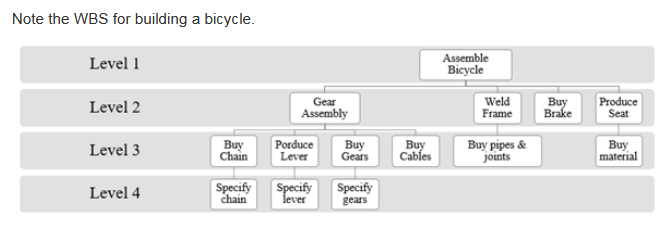 Note the WBS for building a bicycle.
Level 1
Assemble
Bicycle
Level 2
Gear
Assembly
Weld
Frame
Buy
Brake
Produce
Seat
Level 3
Buy
Chain
Porduce
Lever
Buy
Gears
Buy
Cables
Buy pipes &
joints
Buy
material
Level 4
Specify
chain
Specify
lever
Specify
gears